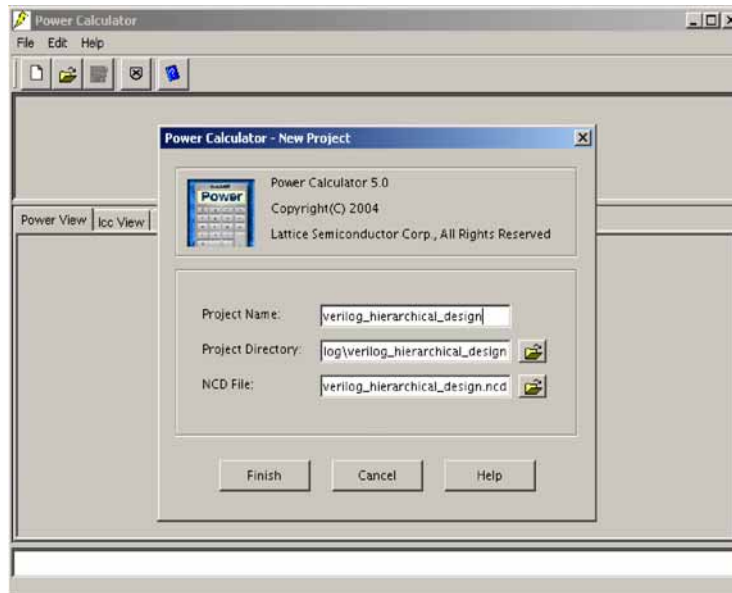 Power Calculator
File Edit Help
Power Calculator - New Project
Power
Power Calculator 5.0
Copyright(C) 2004
Lattice Semiconductor Corp., All Rights Reserved
Power View Icc View
Project Name: verilog_hierarchical_design
Project Directory: log\verilog_hierarchical_design
NCD File: verilog_hierarchical_design.ncd
Finish Cancel Help